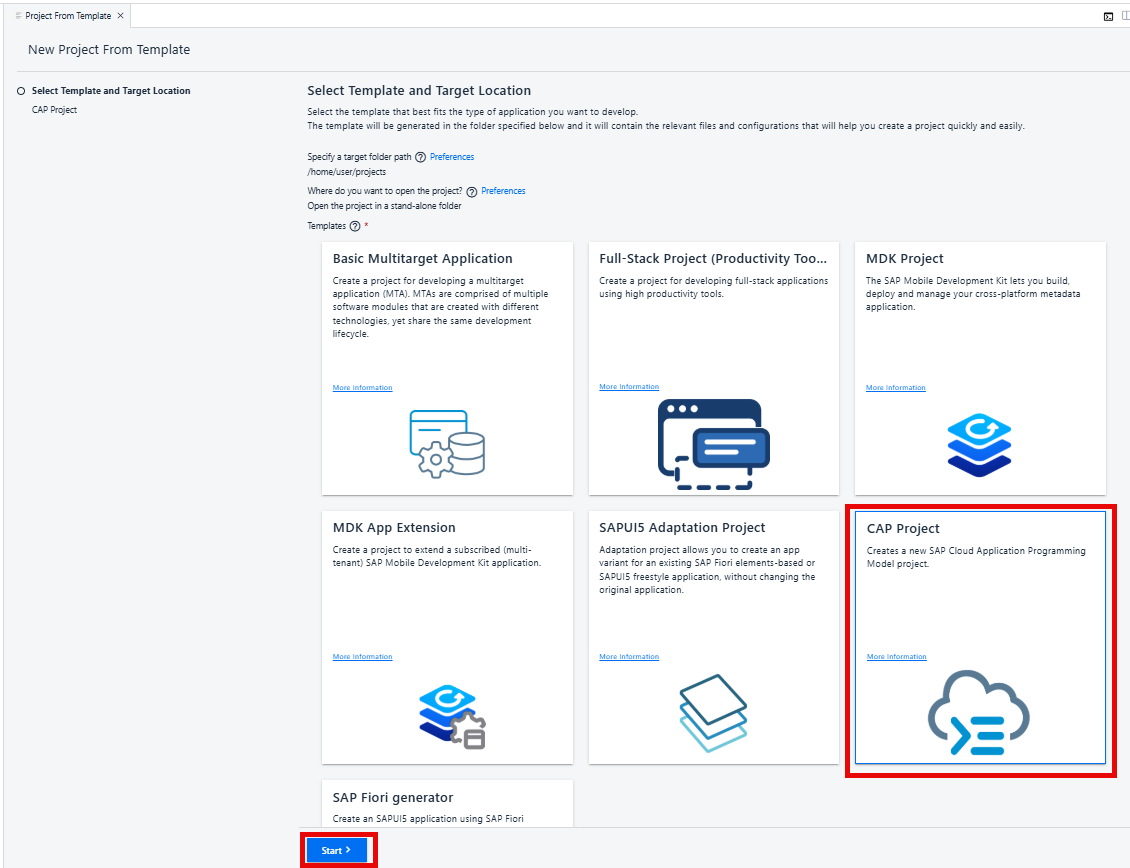 Project From Template
New Project From Template
Select Template and Target Location
CAP Project
Select Template and Target Location
Select the template that best fits the type of application you want to develop.
The template will be generated in the folder specified below and it will contain the relevant files and configurations that will help you create a project quickly and easily.
Specify a target folder path ? Preferences
/home/user/projects
Where do you want to open the project? ? Preferences
Open the project in a stand-alone folder
Templates ? *
Basic Multitarget Application
Create a project for developing a multitarget
application (MTA). MTAs are comprised of multiple
software modules that are created with different
technologies, yet share the same development
lifecycle.
More Information
Full-Stack Project (Productivity Too...
Create a project for developing full-stack applications
using high productivity tools.
More Information
MDK Project
The SAP Mobile Development Kit lets you build,
deploy and manage your cross-platform metadata
application.
More Information
MDK App Extension
Create a project to extend a subscribed (multi-
tenant) SAP Mobile Development Kit application.
More Information
SAPUI5 Adaptation Project
Adaptation project allows you to create an app
variant for an existing SAP Fiori elements-based or
SAPUI5 freestyle application, without changing the
original application.
More Information
CAP Project
Creates a new SAP Cloud Application Programming
Model project.
More Information
SAP Fiori generator
Create an SAPUI5 application using SAP Fiori
Start